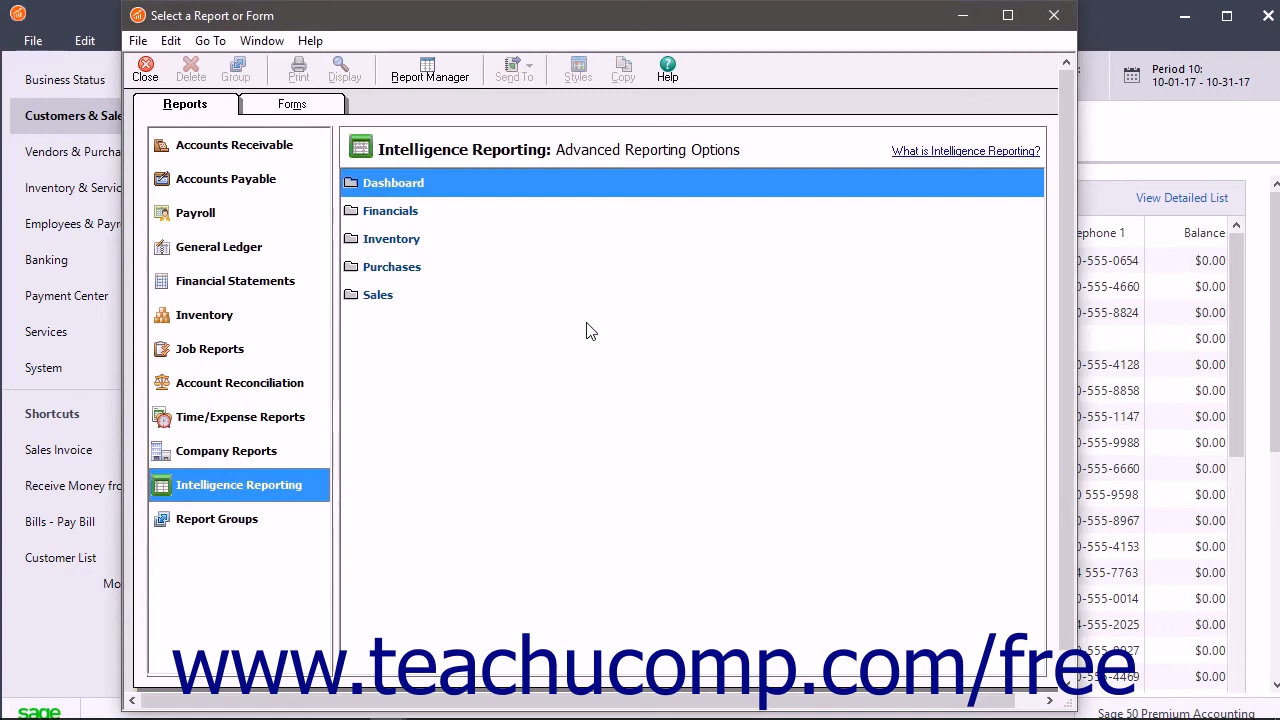 Select a Report or Form
File Edit
File Edit Go To Window Help
Close Delete Group Print Display Report Manager Send To Styles Copy Help
Period 10:
10-01-17 - 10-31-17
Reports Forms
Business Status
Customers & Sale
Vendors & Purcha
Inventory & Servic
Employees & Payr
Banking
Payment Center
Services
System
Shortcuts
Sales Invoice
Receive Money fro
Bills - Pay Bill
Customer List
Mo
sage
Accounts Receivable
Accounts Payable
Payroll
General Ledger
Financial Statements
Inventory
Job Reports
Account Reconciliation
Time/Expense Reports
Company Reports
Intelligence Reporting
Report Groups
Intelligence Reporting: Advanced Reporting Options What is Intelligence Reporting?
Dashboard
Financials
Inventory
Purchases
Sales
View Detailed List
ephone 1 Balance
0-555-0654 $0.00
0-555-4660 $0.00
0-555-8824 $0.00
$0.00
0-555-4128 $0.00
0-555-8858 $0.00
0-555-1147 $0.00
0-555-9988 $0.00
0-555-6660 $0.00
0 555-9598 $0.00
0-555-8967 $0.00
0-555-4153 $0.00
4 555-7763 $0.00
0-555-0014 $0.00
4-555-2025 $0.00
0-555-4469 $0.00
www.teachucomp.com/free
Sage 50 Premium Accounting